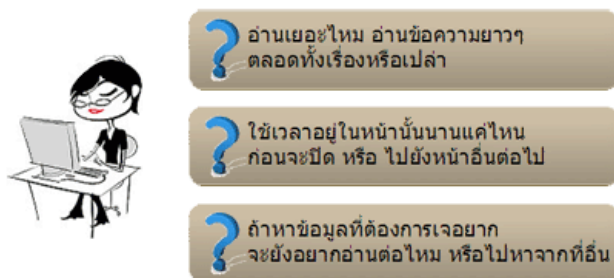 อ่านเยอะไหม อ่านข้อความยาวๆ
ตลอดทั้งเรื่องหรือเปล่า
ใช้เวลาอยู่ในหน้านั้นนานแค่ไหน
ก่อนจะปิด หรือ ไปยังหน้าอื่นต่อไป
ถ้าหาข้อมูลที่ต้องการเจอยาก
จะยังอยากอ่านต่อไหม หรือไปหาจากที่อื่น